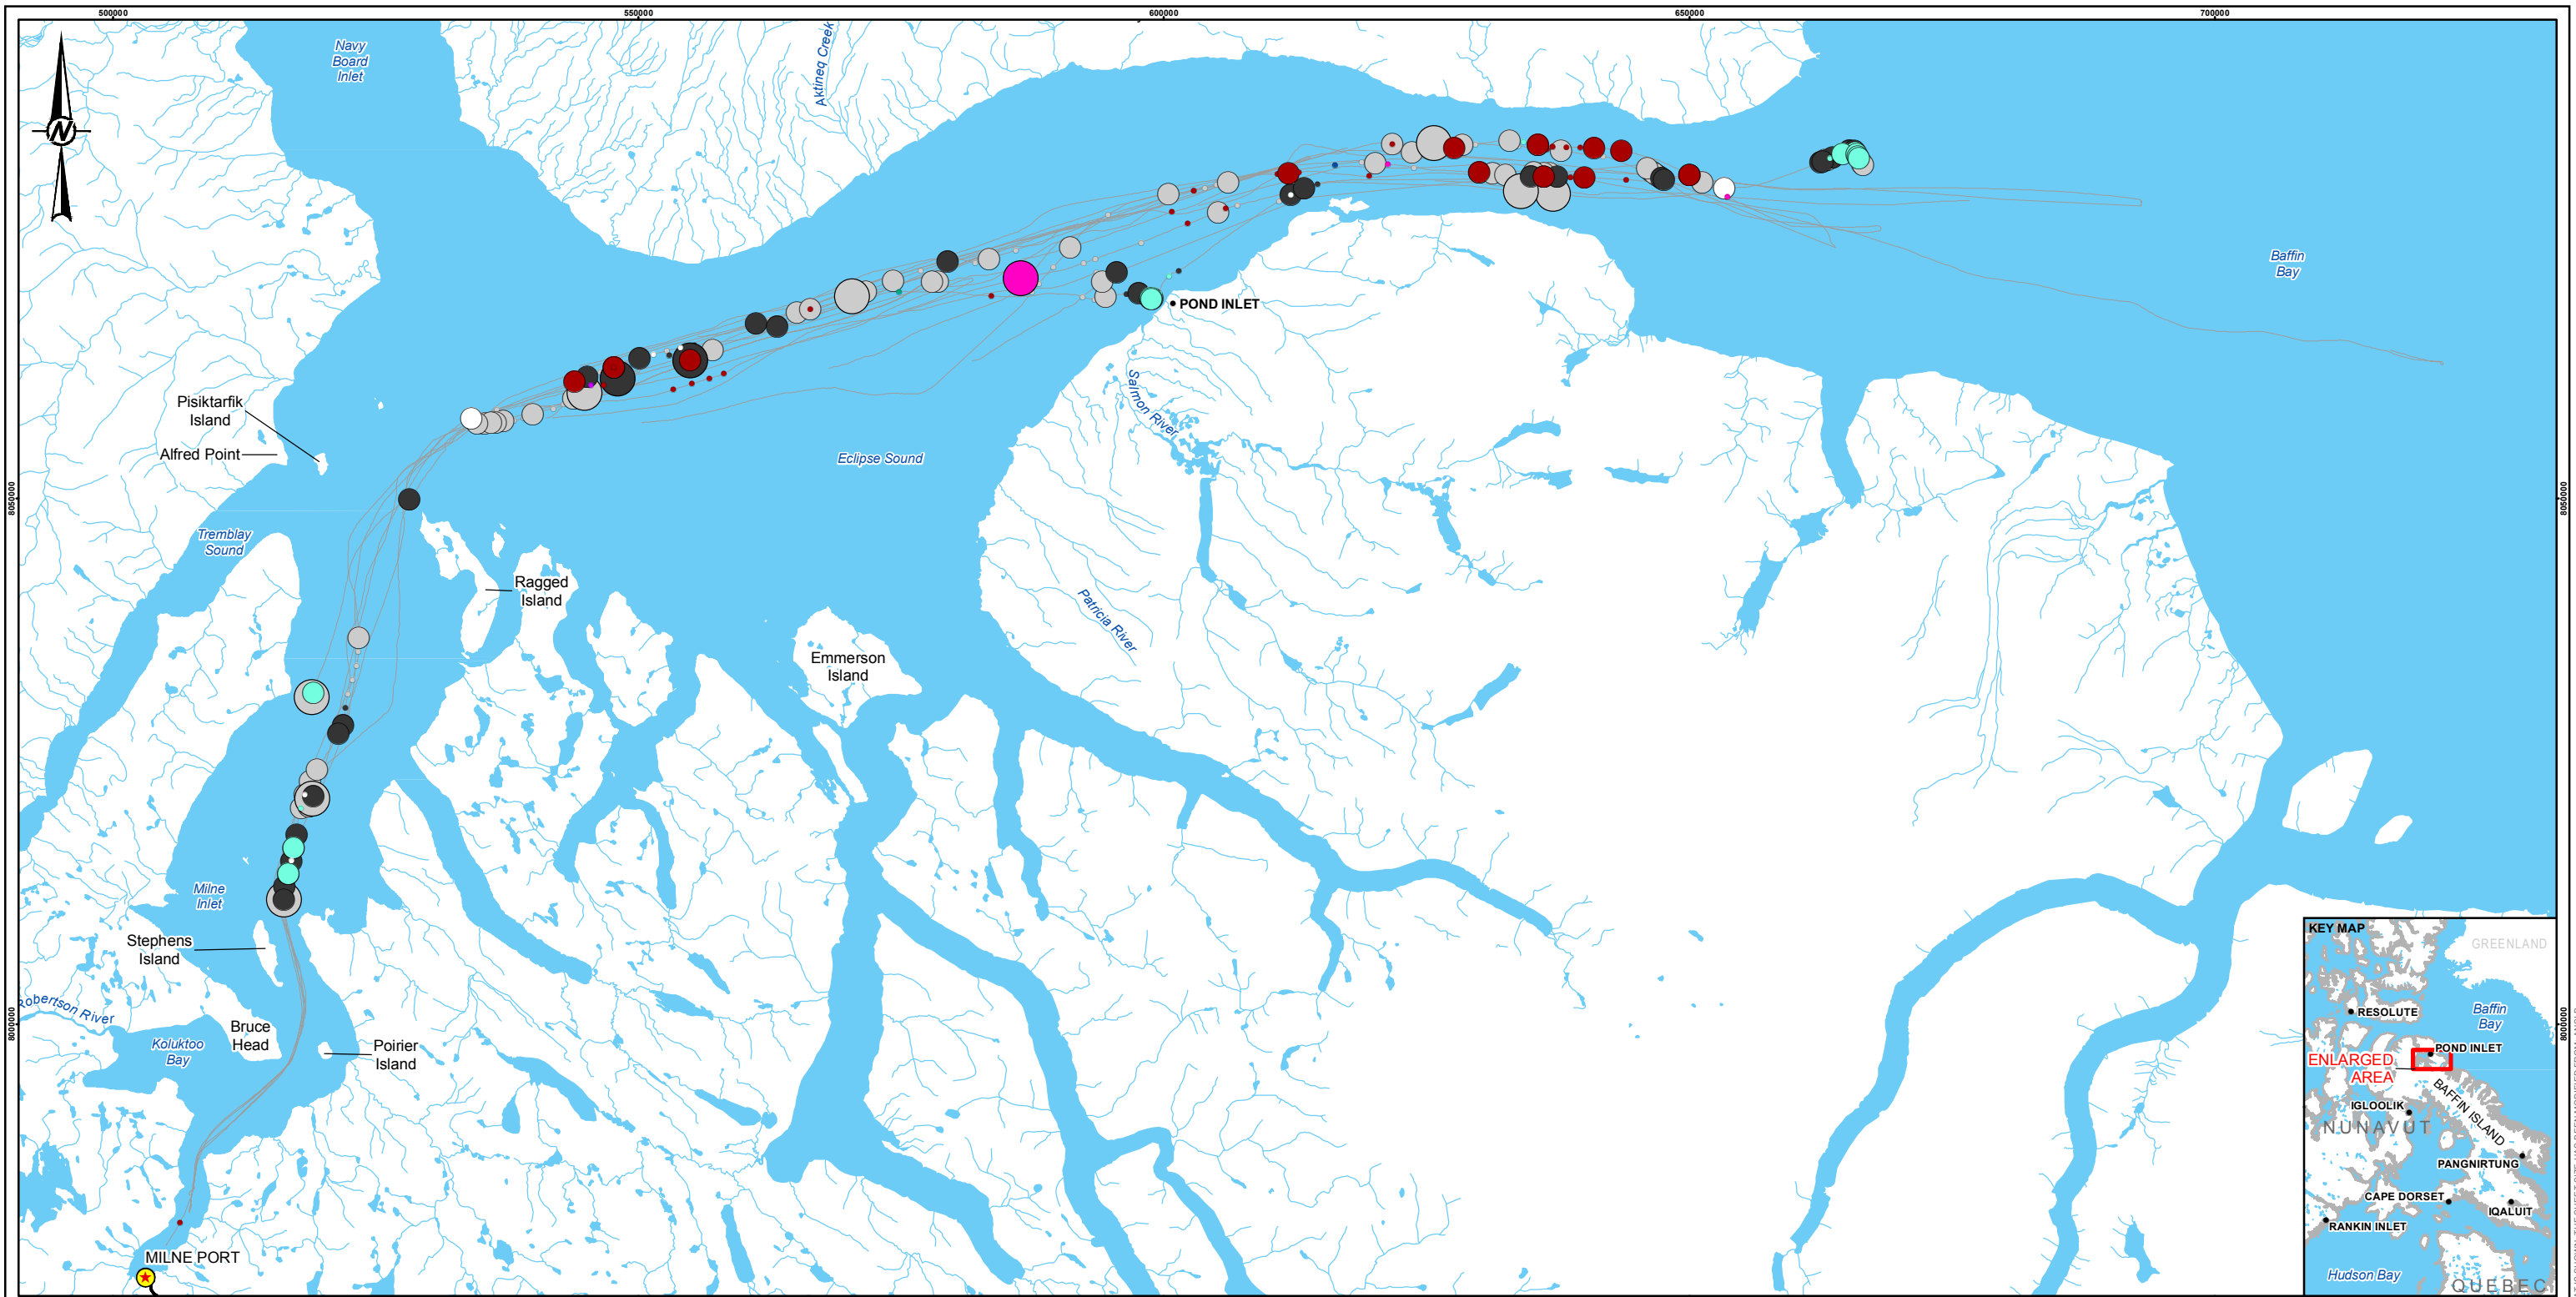 500000
550000
600000
650000
700000
Navy
Board
Inlet
Aktineq Creek
Baffin
Bay
POND INLET
Salmon River
Pisiktarfik
Island
Alfred Point
Eclipse Sound
8050000
8050000
Tremblay
Sound
Ragged
Island
Patricia River
Emmerson
Island
Milne
Inlet
Stephens
Island
Robertson River
Bruce
Head
Koluktoo
Bay
Poirier
Island
8000000
8000000
MILNE PORT
N
KEY MAP
GREENLAND
Baffin
Bay
RESOLUTE
POND INLET
ENLARGED
AREA
BAFFIN ISLAND
IGLOOLIK
NUNAVUT
PANGNIRTUNG
CAPE DORSET
IQALUIT
RANKIN INLET
Hudson Bay
QUEBEC